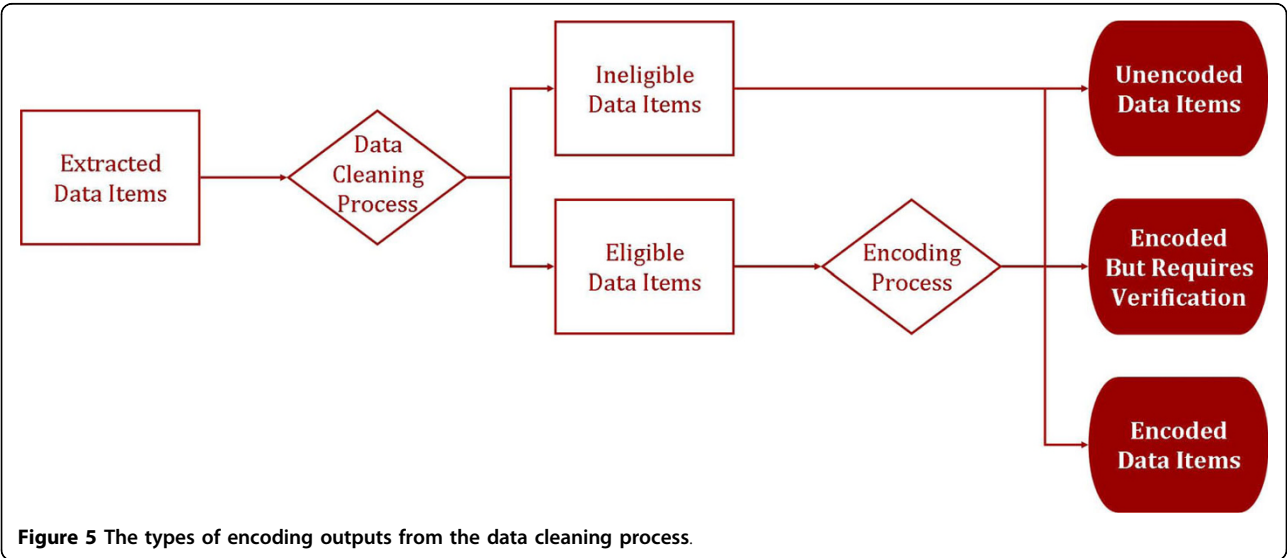 Extracted
Data Items
Data
Cleaning
Process
Ineligible
Data Items
Eligible
Data Items
Encoding
Process
Unencoded
Data Items
Encoded
But Requires
Verification
Encoded
Data Items
Figure 5 The types of encoding outputs from the data cleaning process.